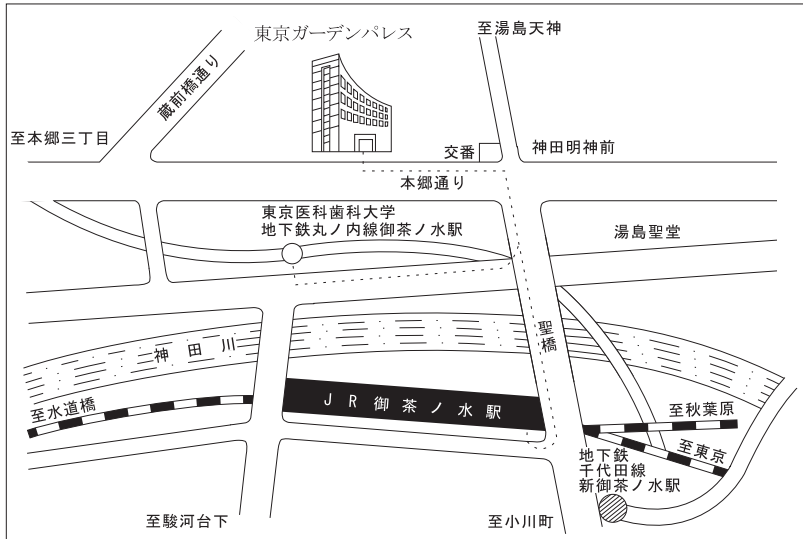 東京ガーデンパレス
至湯島天神
蔵前橋通り
至本郷三丁目
交番
神田明神前
本郷通り
東京医科歯科大学
地下鉄丸ノ内線御茶ノ水駅
湯島聖堂
聖橋
神田川
JR御茶ノ水駅
至水道橋
至秋葉原
至東京
地下鉄
千代田線
新御茶ノ水駅
至駿河台下
至小川町